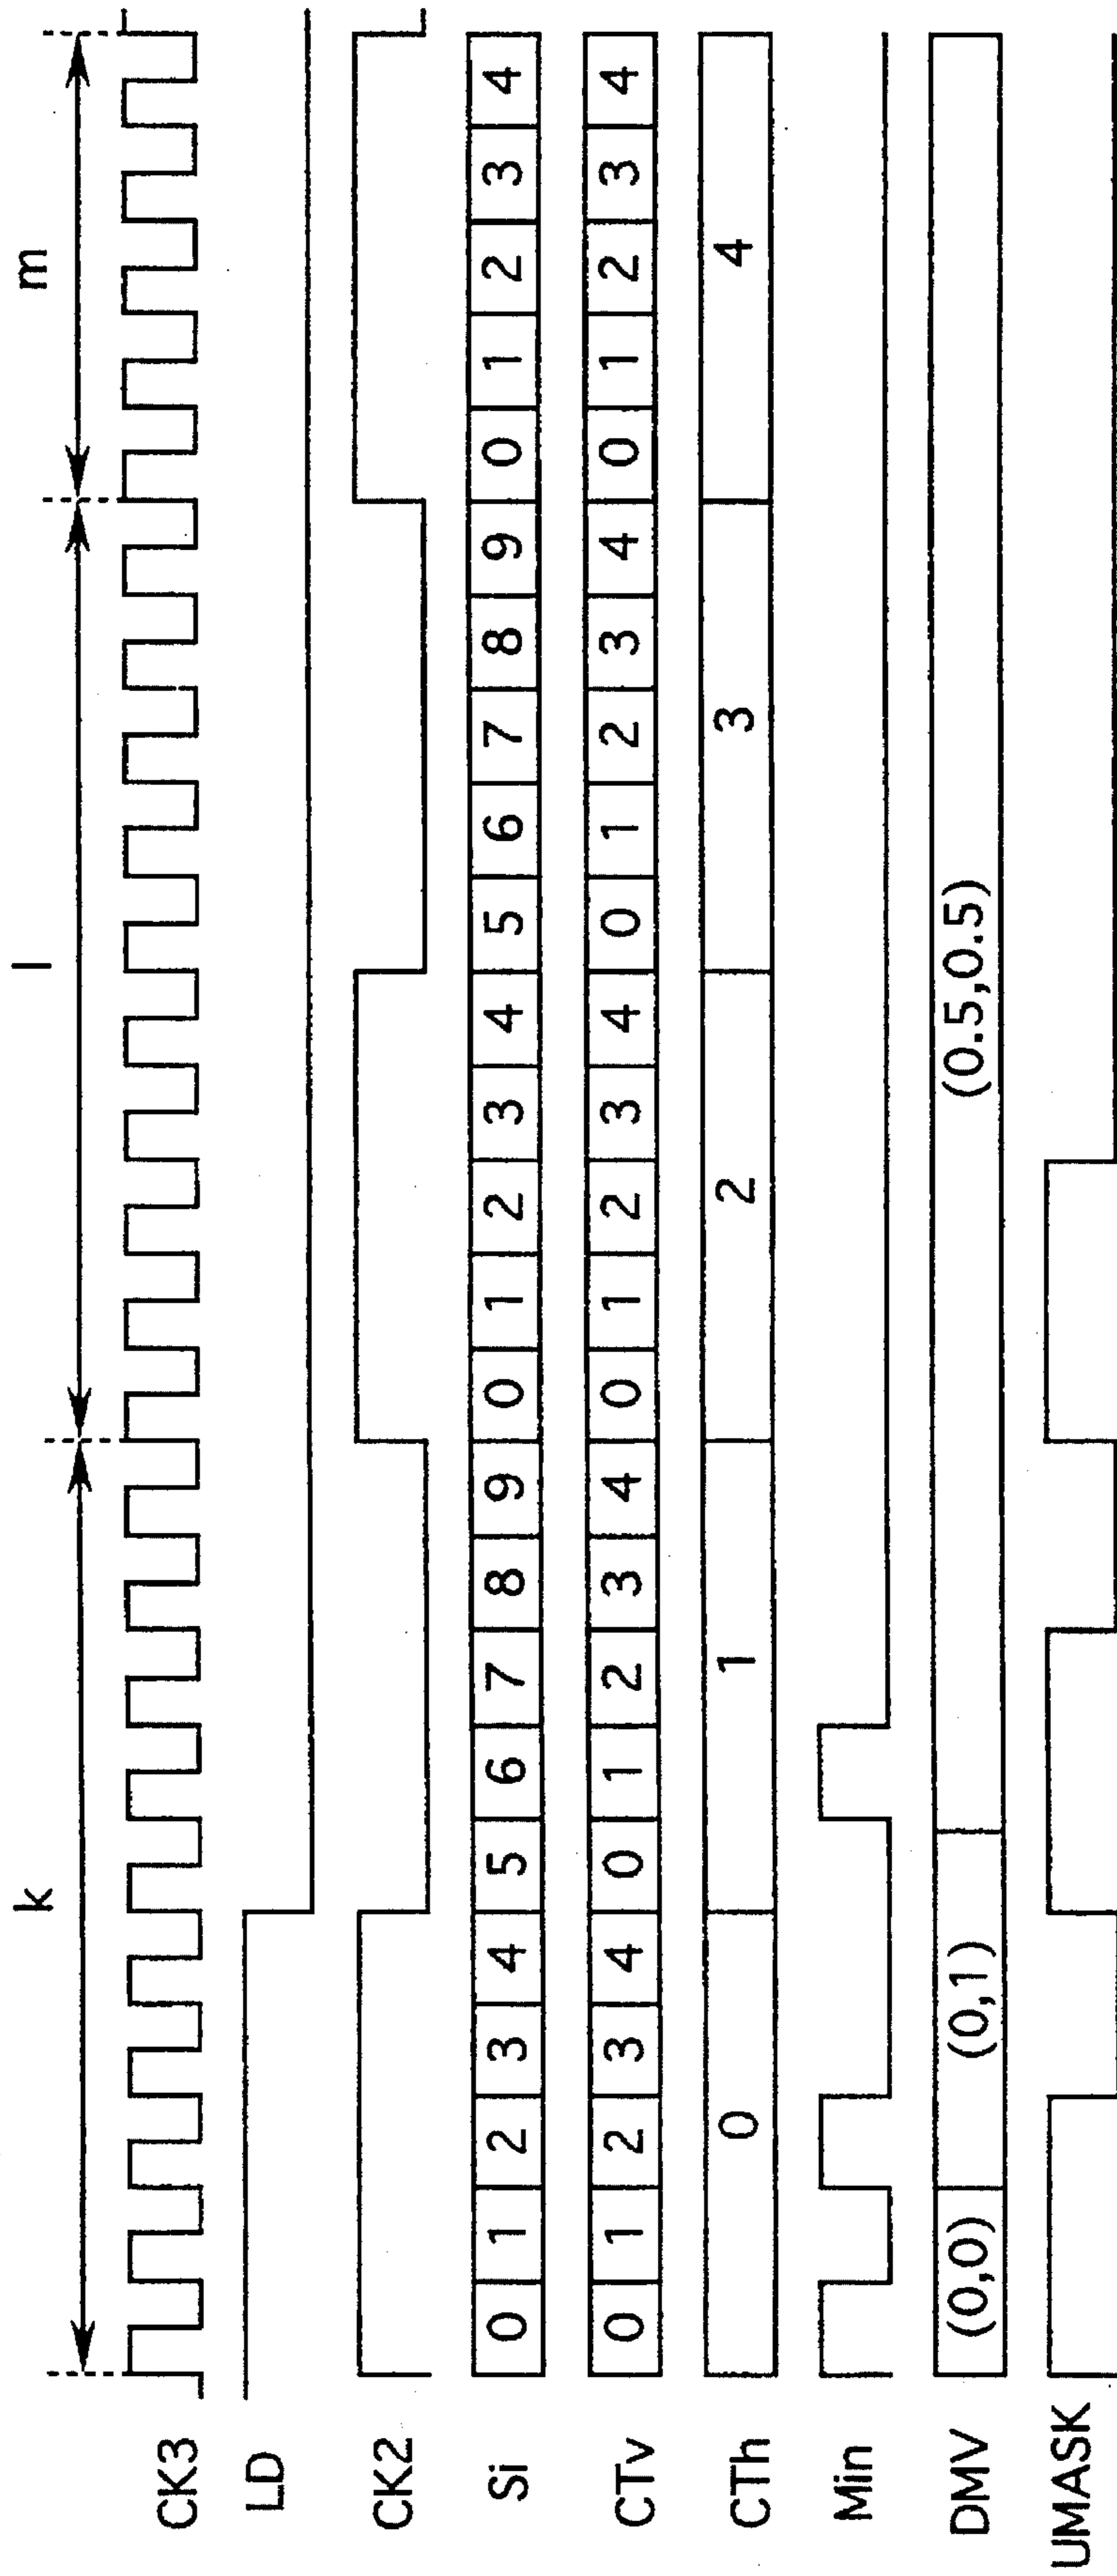 k l m
CK3
LD
CK2
Si 0 1 2 3 4 5 6 7 8 9 0 1 2 3 4 5 6 7 8 9 0 1 2 3 4
CTv 0 1 2 3 4 0 1 2 3 4 0 1 2 3 4 0 1 2 3 4 0 1 2 3 4
CTh 0 1 2 3 4
Min
DMV (0,0) (0,1) (0.5,0.5)
UMASK